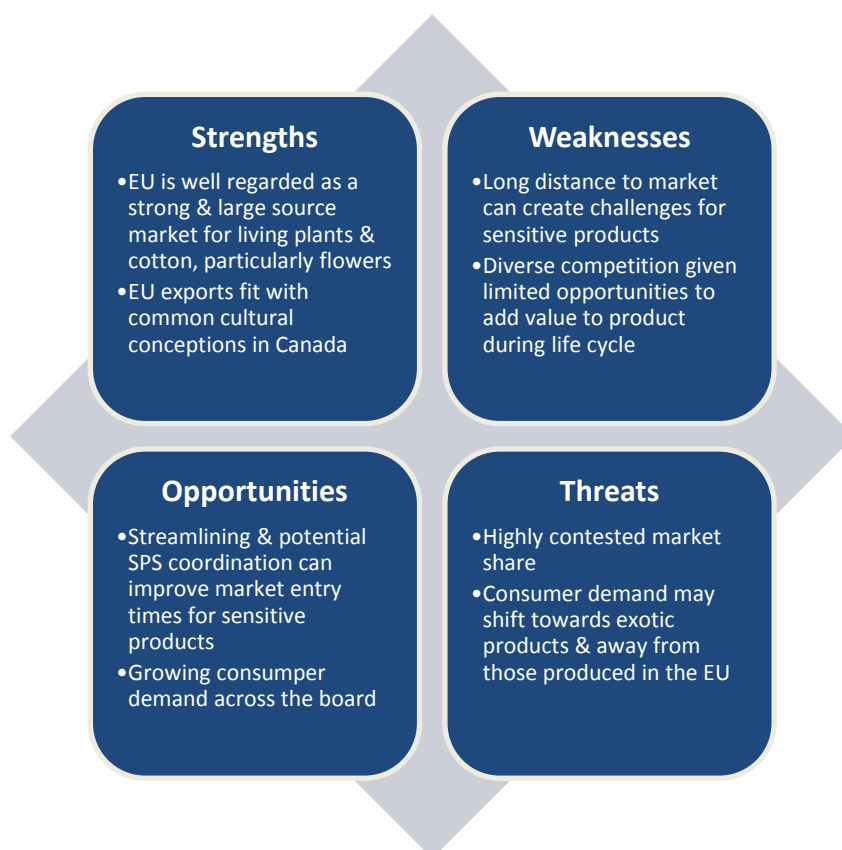 Strengths
•EU is well regarded as a
strong & large source
market for living plants &
cotton, particularly flowers
•EU exports fit with
common cultural
conceptions in Canada
Weaknesses
•Long distance to market
can create challenges for
sensitive products
•Diverse competition given
limited opportunities to
add value to product
during life cycle
Opportunities
•Streamlining & potential
SPS coordination can
improve market entry
times for sensitive
products
•Growing consumper
demand across the board
Threats
•Highly contested market
share
•Consumer demand may
shift towards exotic
products & away from
those produced in the EU